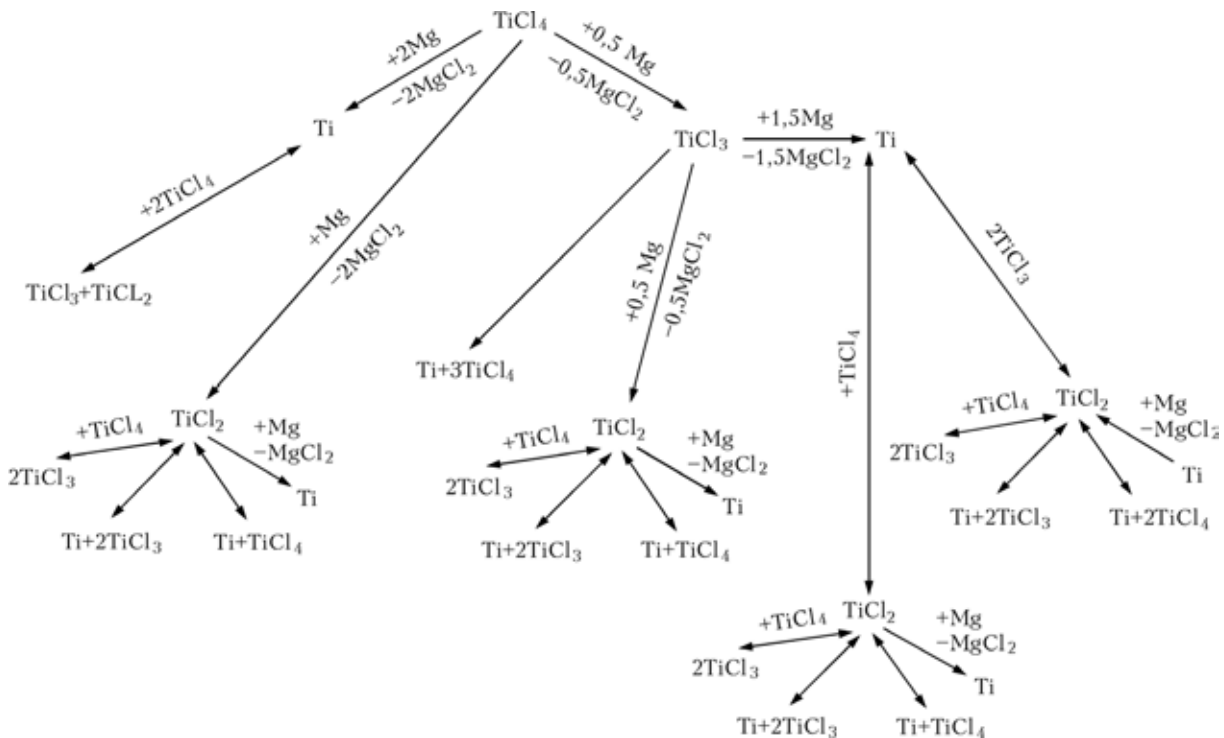 TiCl₄
+2Mg
−2MgCl₂
+0,5 Mg
−0,5MgCl₂
Ti
TiCl₃
+1,5Mg
−1,5MgCl₂
Ti
+2TiCl₄
TiCl₃+TiCL₂
+Mg
−2MgCl₂
+0,5 Mg
−0,5MgCl₂
Ti+3TiCl₄
+TiCl₄
2TiCl₃
TiCl₂
+TiCl₄
+Mg
−MgCl₂
2TiCl₃
Ti
Ti+2TiCl₃
Ti+TiCl₄
TiCl₂
+TiCl₄
+Mg
−MgCl₂
2TiCl₃
Ti
Ti+2TiCl₃
Ti+TiCl₄
TiCl₂
+TiCl₄
+Mg
−MgCl₂
2TiCl₃
Ti
Ti+2TiCl₃
Ti+2TiCl₄
TiCl₂
+TiCl₄
+Mg
−MgCl₂
2TiCl₃
Ti
Ti+2TiCl₃
Ti+TiCl₄